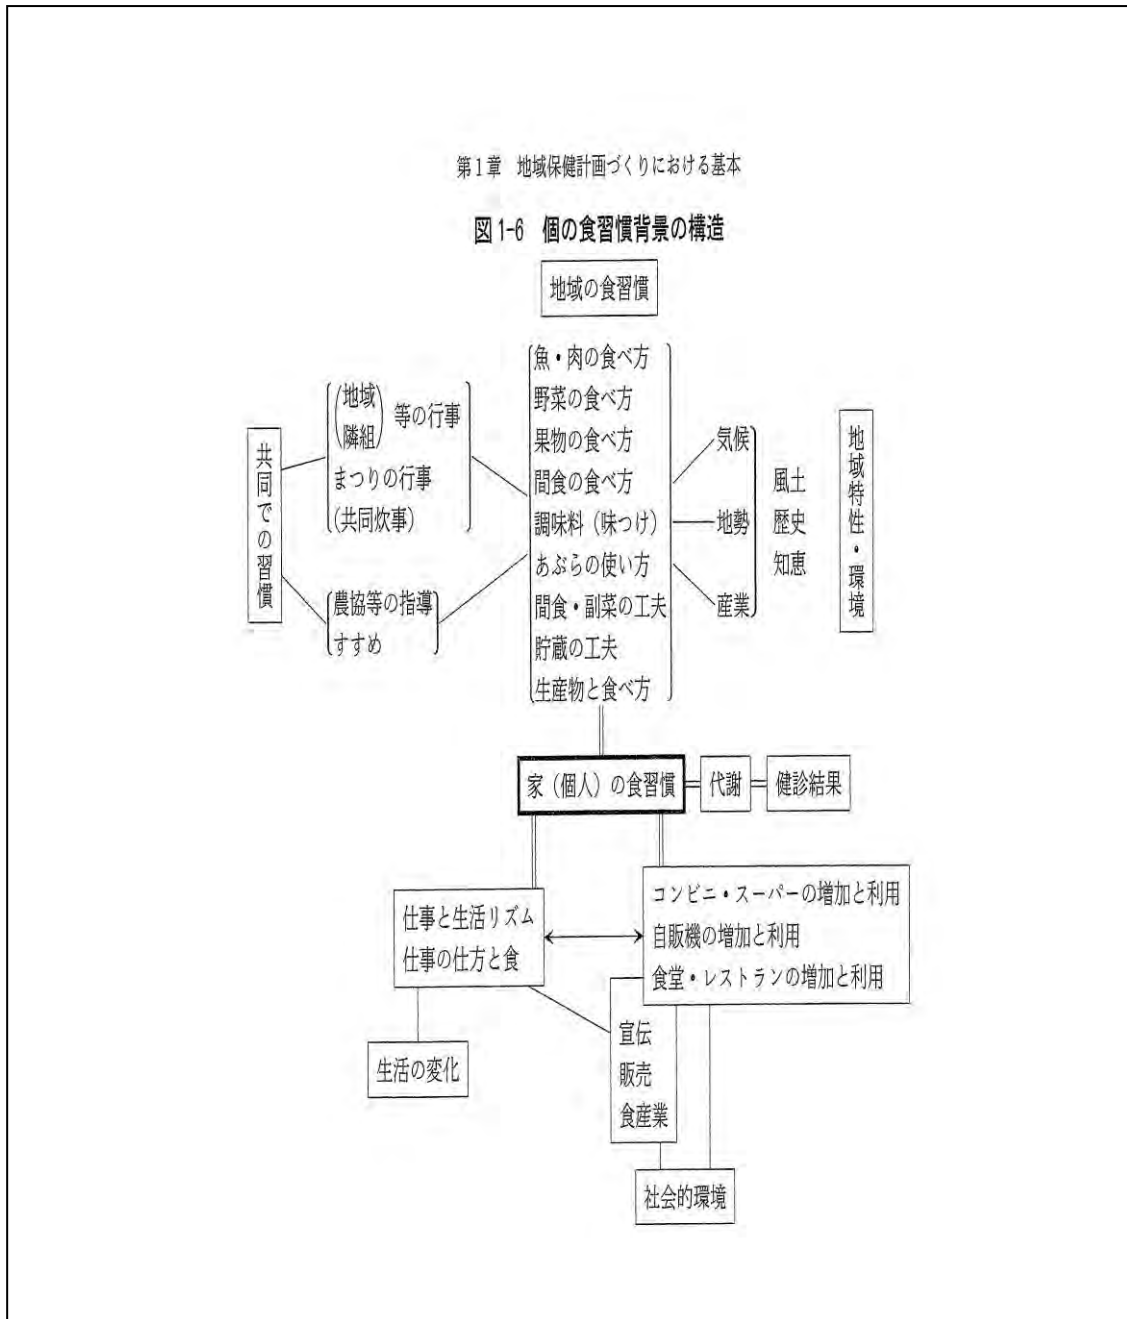 第1章 地域保健計画づくりにおける基本
図1-6 個の食習慣背景の構造
地域の食習慣
共同での習慣
(地域
隣組) 等の行事
まつりの行事
(共同炊事)
農協等の指導
すすめ
魚・肉の食べ方
野菜の食べ方
果物の食べ方
間食の食べ方
調味料(味つけ)
あぶらの使い方
間食・副菜の工夫
貯蔵の工夫
生産物と食べ方
気候
地勢
産業
風土
歴史
知恵
地域特性・環境
家(個人)の食習慣
代謝
健診結果
仕事と生活リズム
仕事の仕方と食
コンビニ・スーパーの増加と利用
自販機の増加と利用
食堂・レストランの増加と利用
生活の変化
宣伝
販売
食産業
社会的環境